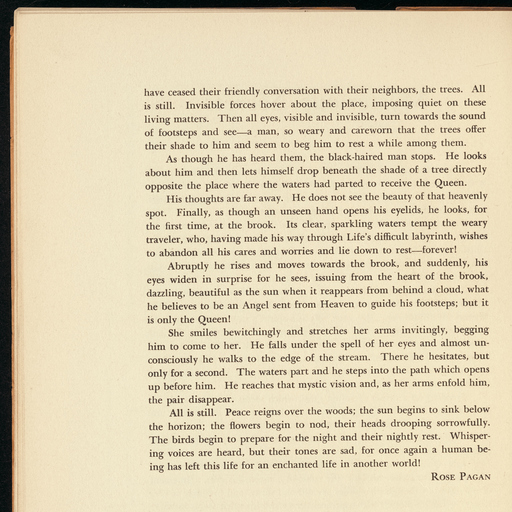 have ceased their friendly conversation with their neighbors, the trees. All
is still. Invisible forces hover about the place, imposing quiet on these
living matters. Then all eyes, visible and invisible, turn towards the sound
of footsteps and see—a man, so weary and careworn that the trees offer
their shade to him and seem to beg him to rest a while among them.
As though he has heard them, the black-haired man stops. He looks
about him and then lets himself drop beneath the shade of a tree directly
opposite the place where the waters had parted to receive the Queen.
His thoughts are far away. He does not see the beauty of that heavenly
spot. Finally, as though an unseen hand opens his eyelids, he looks, for
the first time, at the brook. Its clear, sparkling waters tempt the weary
traveler, who, having made his way through Life's difficult labyrinth, wishes
to abandon all his cares and worries and lie down to rest—forever!
Abruptly he rises and moves towards the brook, and suddenly, his
eyes widen in surprise for he sees, issuing from the heart of the brook,
dazzling, beautiful as the sun when it reappears from behind a cloud, what
he believes to be an Angel sent from Heaven to guide his footsteps; but it
is only the Queen!
She smiles bewitchingly and stretches her arms invitingly, begging
him to come to her. He falls under the spell of her eyes and almost un-
consciously he walks to the edge of the stream. There he hesitates, but
only for a second. The waters part and he steps into the path which opens
up before him. He reaches that mystic vision and, as her arms enfold him,
the pair disappear.
All is still. Peace reigns over the woods; the sun begins to sink below
the horizon; the flowers begin to nod, their heads drooping sorrowfully.
The birds begin to prepare for the night and their nightly rest. Whisper-
ing voices are heard, but their tones are sad, for once again a human be-
ing has left this life for an enchanted life in another world!
ROSE PAGAN